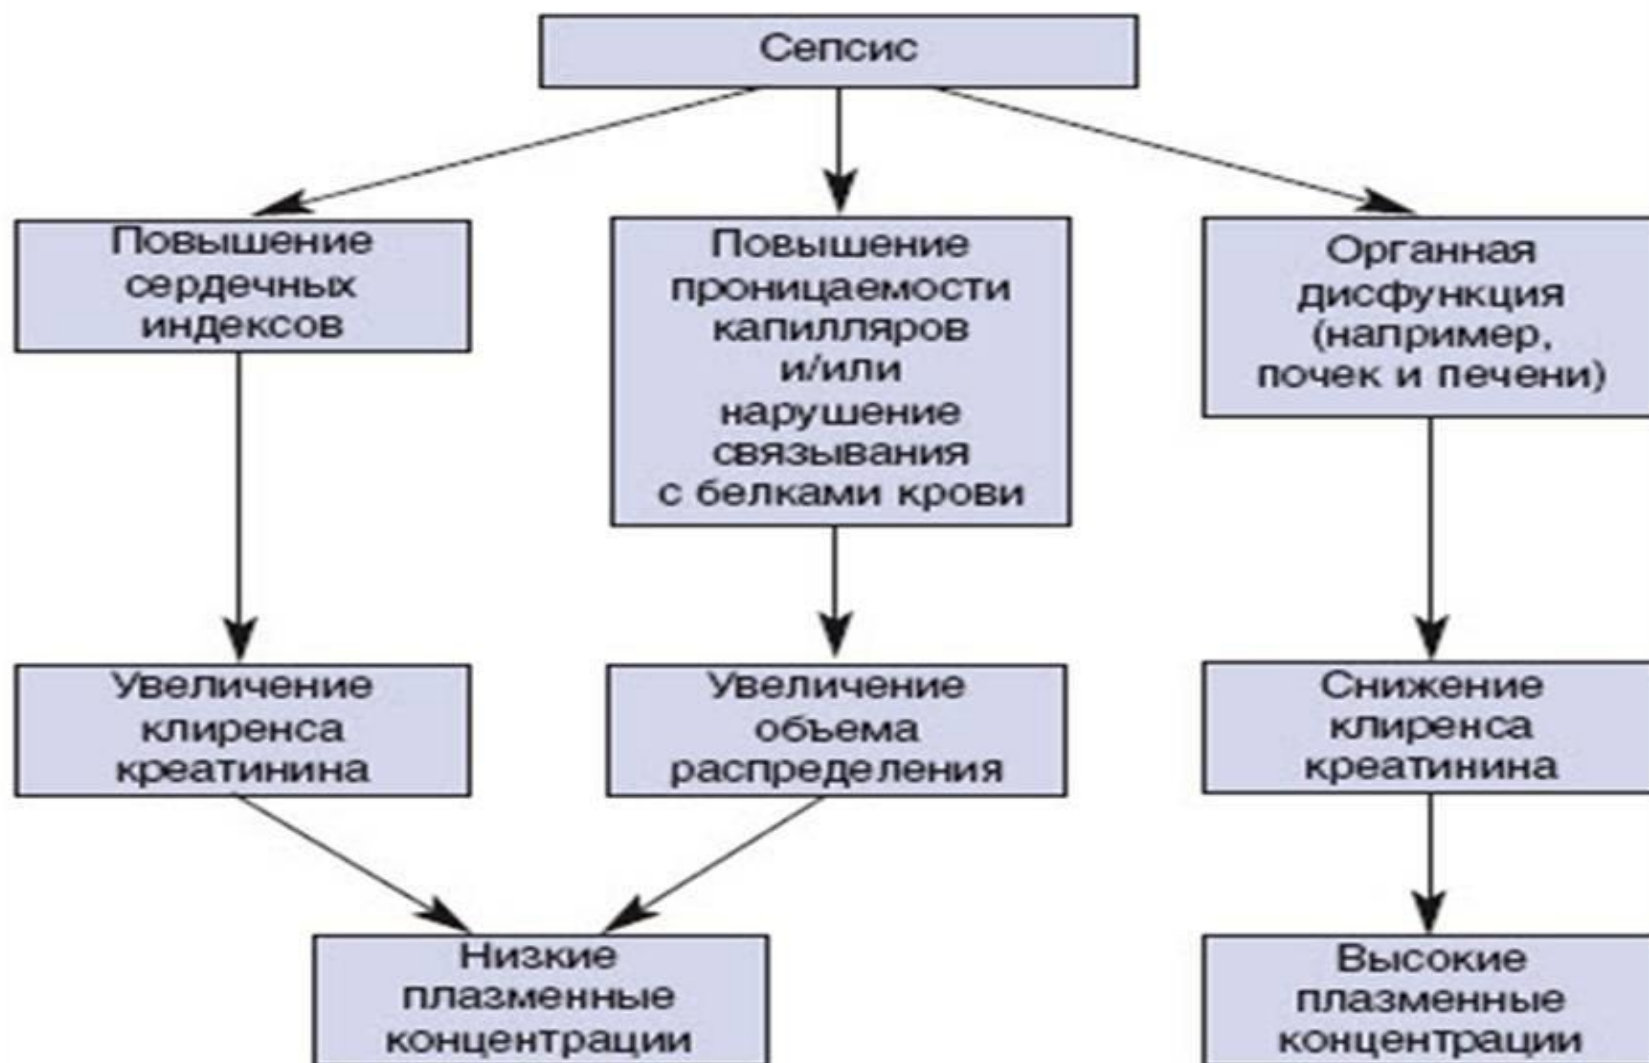 Сепсис
Повышение
сердечных
индексов
Повышение
проницаемости
капилляров
и/или
нарушение
связывания
с белками крови
Органная
дисфункция
(например,
почек и печени)
Увеличение
клиренса
креатинина
Увеличение
объема
распределения
Снижение
клиренса
креатинина
Низкие
плазменные
концентрации
Высокие
плазменные
концентрации